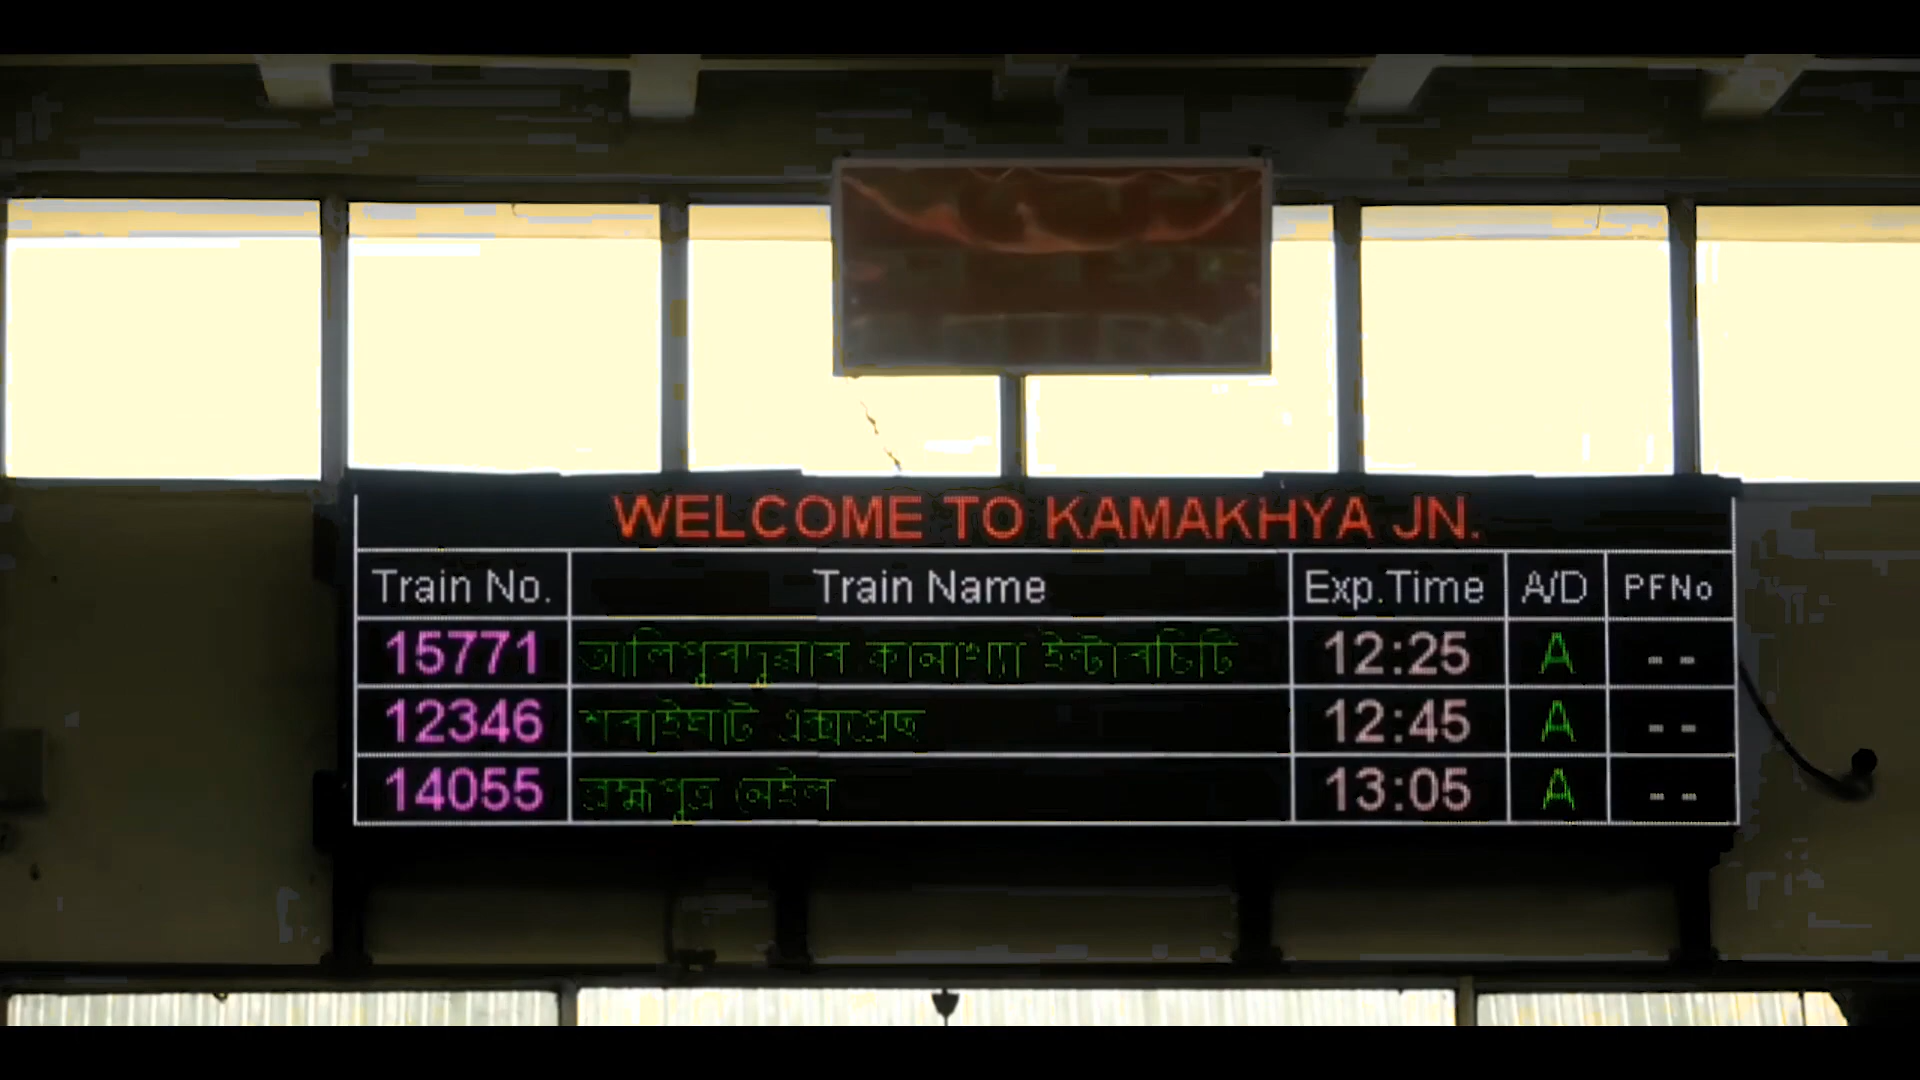 WELCOME TO KAMAKHYA JN.
Train No. Train Name Exp.Time A/D PFNo
15771 আলিপুৰদুৱাৰ কামাখ্যা ইন্টাৰচিটি 12:25 A --
12346 শৰাইঘাট এক্সপ্ৰেছ 12:45 A --
14055 ব্ৰহ্মপুত্ৰ মেইল 13:05 A --